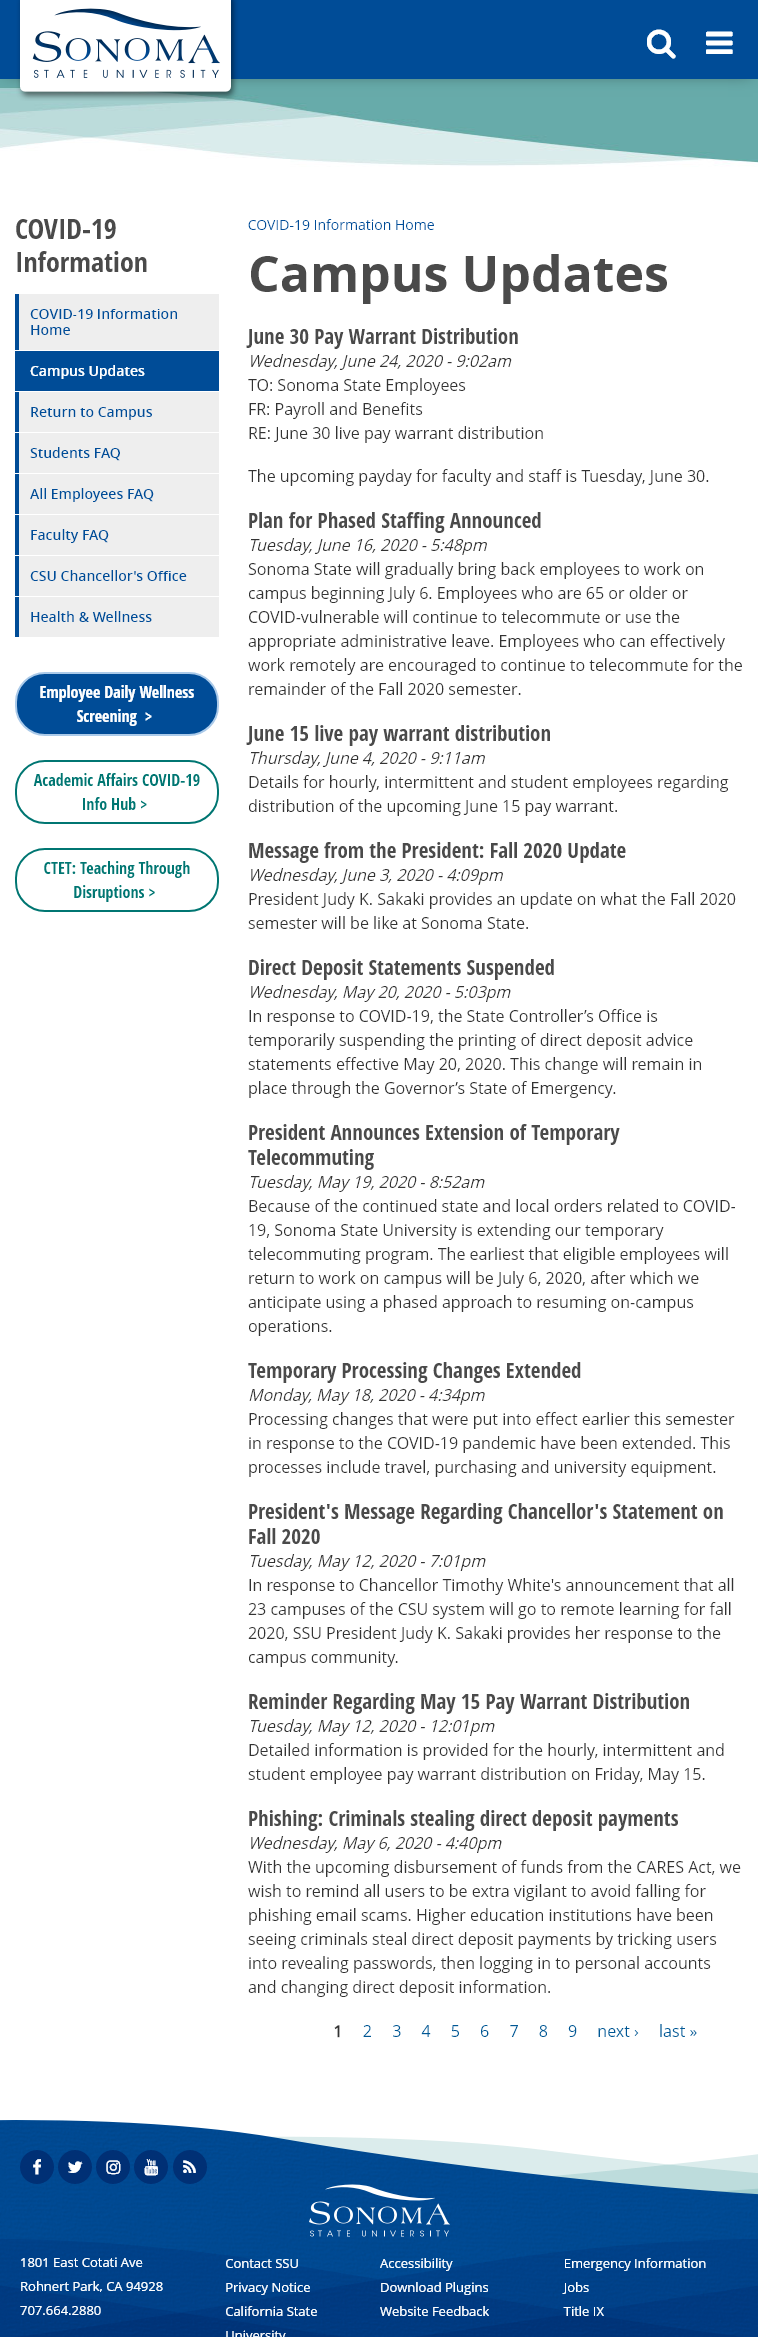 SONOMA
STATE UNIVERSITY
COVID-19
Information
COVID-19 Information
Home
Campus Updates
Return to Campus
Students FAQ
All Employees FAQ
Faculty FAQ
CSU Chancellor's Office
Health & Wellness
Employee Daily Wellness
Screening >
Academic Affairs COVID-19
Info Hub >
CTET: Teaching Through
Disruptions >
COVID-19 Information Home
Campus Updates
June 30 Pay Warrant Distribution
Wednesday, June 24, 2020 - 9:02am
TO: Sonoma State Employees
FR: Payroll and Benefits
RE: June 30 live pay warrant distribution
The upcoming payday for faculty and staff is Tuesday, June 30.
Plan for Phased Staffing Announced
Tuesday, June 16, 2020 - 5:48pm
Sonoma State will gradually bring back employees to work on
campus beginning July 6. Employees who are 65 or older or
COVID-vulnerable will continue to telecommute or use the
appropriate administrative leave. Employees who can effectively
work remotely are encouraged to continue to telecommute for the
remainder of the Fall 2020 semester.
June 15 live pay warrant distribution
Thursday, June 4, 2020 - 9:11am
Details for hourly, intermittent and student employees regarding
distribution of the upcoming June 15 pay warrant.
Message from the President: Fall 2020 Update
Wednesday, June 3, 2020 - 4:09pm
President Judy K. Sakaki provides an update on what the Fall 2020
semester will be like at Sonoma State.
Direct Deposit Statements Suspended
Wednesday, May 20, 2020 - 5:03pm
In response to COVID-19, the State Controller’s Office is
temporarily suspending the printing of direct deposit advice
statements effective May 20, 2020. This change will remain in
place through the Governor’s State of Emergency.
President Announces Extension of Temporary
Telecommuting
Tuesday, May 19, 2020 - 8:52am
Because of the continued state and local orders related to COVID-
19, Sonoma State University is extending our temporary
telecommuting program. The earliest that eligible employees will
return to work on campus will be July 6, 2020, after which we
anticipate using a phased approach to resuming on-campus
operations.
Temporary Processing Changes Extended
Monday, May 18, 2020 - 4:34pm
Processing changes that were put into effect earlier this semester
in response to the COVID-19 pandemic have been extended. This
processes include travel, purchasing and university equipment.
President's Message Regarding Chancellor's Statement on
Fall 2020
Tuesday, May 12, 2020 - 7:01pm
In response to Chancellor Timothy White's announcement that all
23 campuses of the CSU system will go to remote learning for fall
2020, SSU President Judy K. Sakaki provides her response to the
campus community.
Reminder Regarding May 15 Pay Warrant Distribution
Tuesday, May 12, 2020 - 12:01pm
Detailed information is provided for the hourly, intermittent and
student employee pay warrant distribution on Friday, May 15.
Phishing: Criminals stealing direct deposit payments
Wednesday, May 6, 2020 - 4:40pm
With the upcoming disbursement of funds from the CARES Act, we
wish to remind all users to be extra vigilant to avoid falling for
phishing email scams. Higher education institutions have been
seeing criminals steal direct deposit payments by tricking users
into revealing passwords, then logging in to personal accounts
and changing direct deposit information.
1 2 3 4 5 6 7 8 9 next › last »
SONOMA
STATE UNIVERSITY
1801 East Cotati Ave
Rohnert Park, CA 94928
707.664.2880
Contact SSU
Privacy Notice
California State
University
Accessibility
Download Plugins
Website Feedback
Emergency Information
Jobs
Title IX